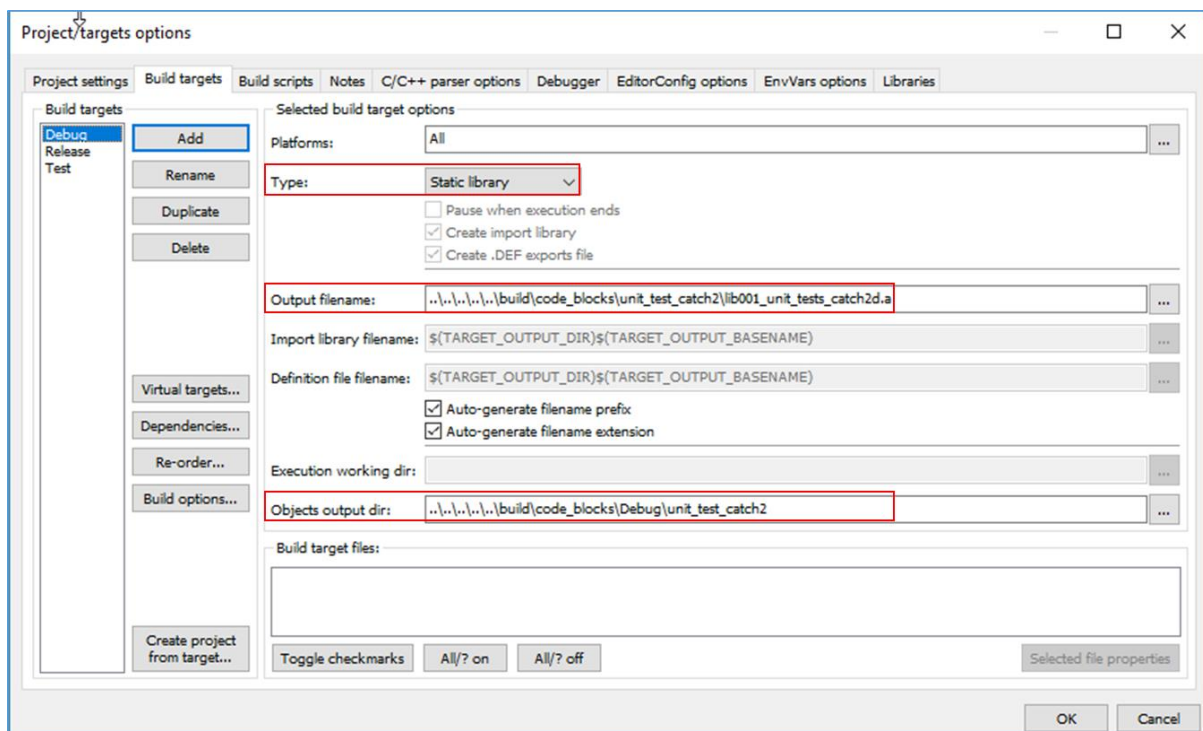 Project/targets options
Project settings
Build targets
Build scripts
Notes
C/C++ parser options
Debugger
EditorConfig options
EnvVars options
Libraries
Build targets
Debug
Release
Test
Add
Rename
Duplicate
Delete
Virtual targets...
Dependencies...
Re-order...
Build options...
Create project
from target...
Selected build target options
Platforms: All ...
Type: Static library
Pause when execution ends
Create import library
Create .DEF exports file
Output filename: ..\..\..\..\..\build\code_blocks\unit_test_catch2\lib001_unit_tests_catch2d.a ...
Import library filename: $(TARGET_OUTPUT_DIR)$(TARGET_OUTPUT_BASENAME) ...
Definition file filename: $(TARGET_OUTPUT_DIR)$(TARGET_OUTPUT_BASENAME) ...
Auto-generate filename prefix
Auto-generate filename extension
Execution working dir: ...
Objects output dir: ..\..\..\..\..\build\code_blocks\Debug\unit_test_catch2 ...
Build target files:
Toggle checkmarks
All/? on
All/? off
Selected file properties
OK
Cancel